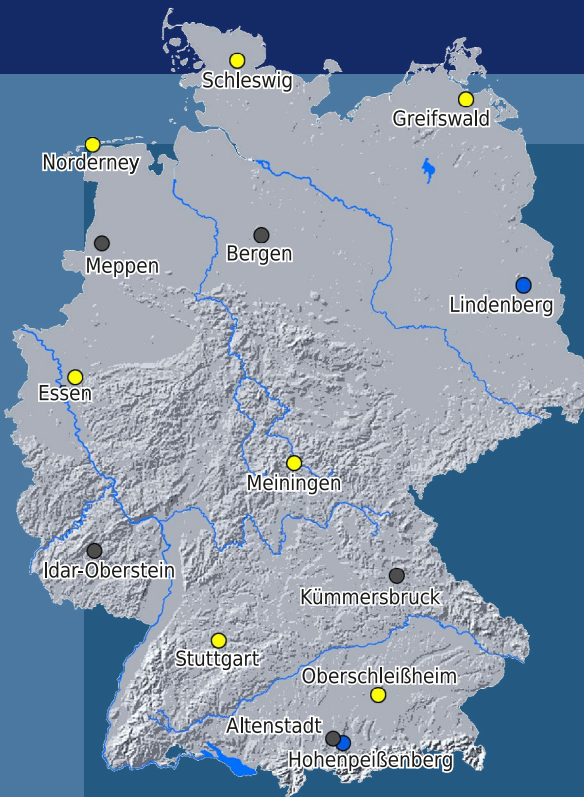 Schleswig
Greifswald
Norderney
Bergen
Meppen
Lindenberg
Essen
Meiningen
Idar-Oberstein
Kümmersbruck
Stuttgart
Oberschleißheim
Altenstadt
Hohenpeißenberg